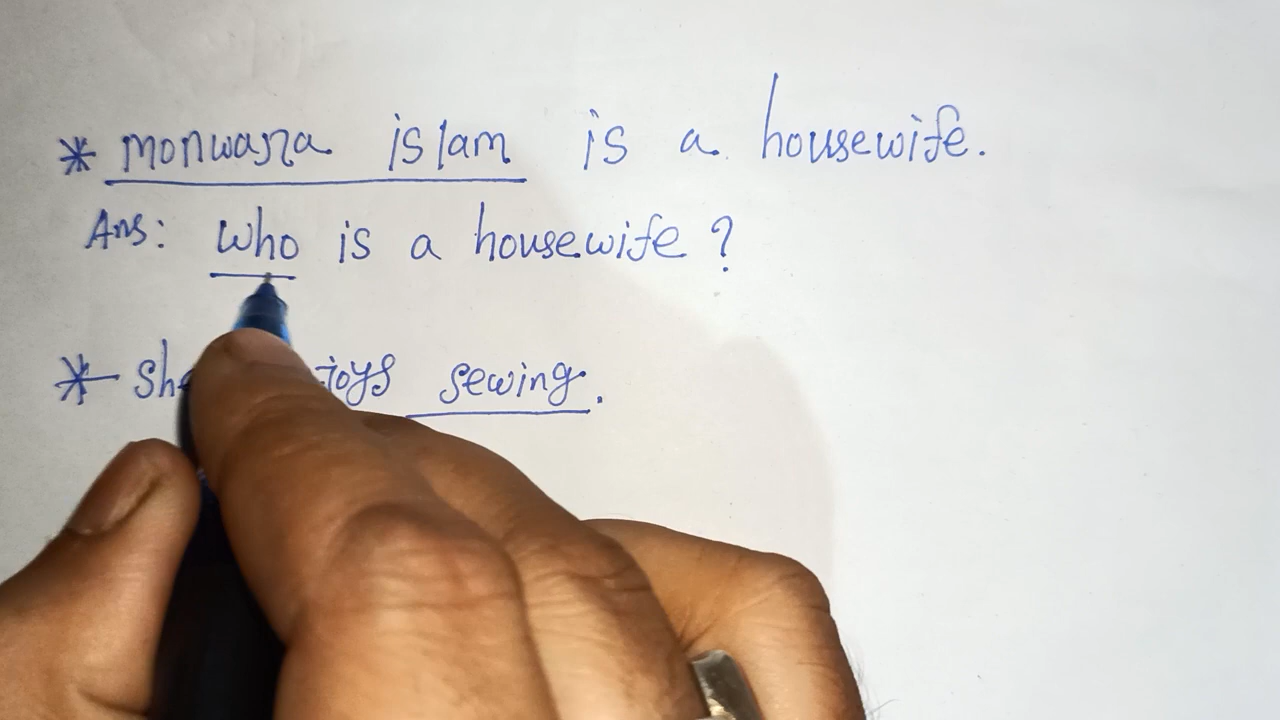 * monwara islam is a housewife.
Ans: who is a housewife?
* sewing.